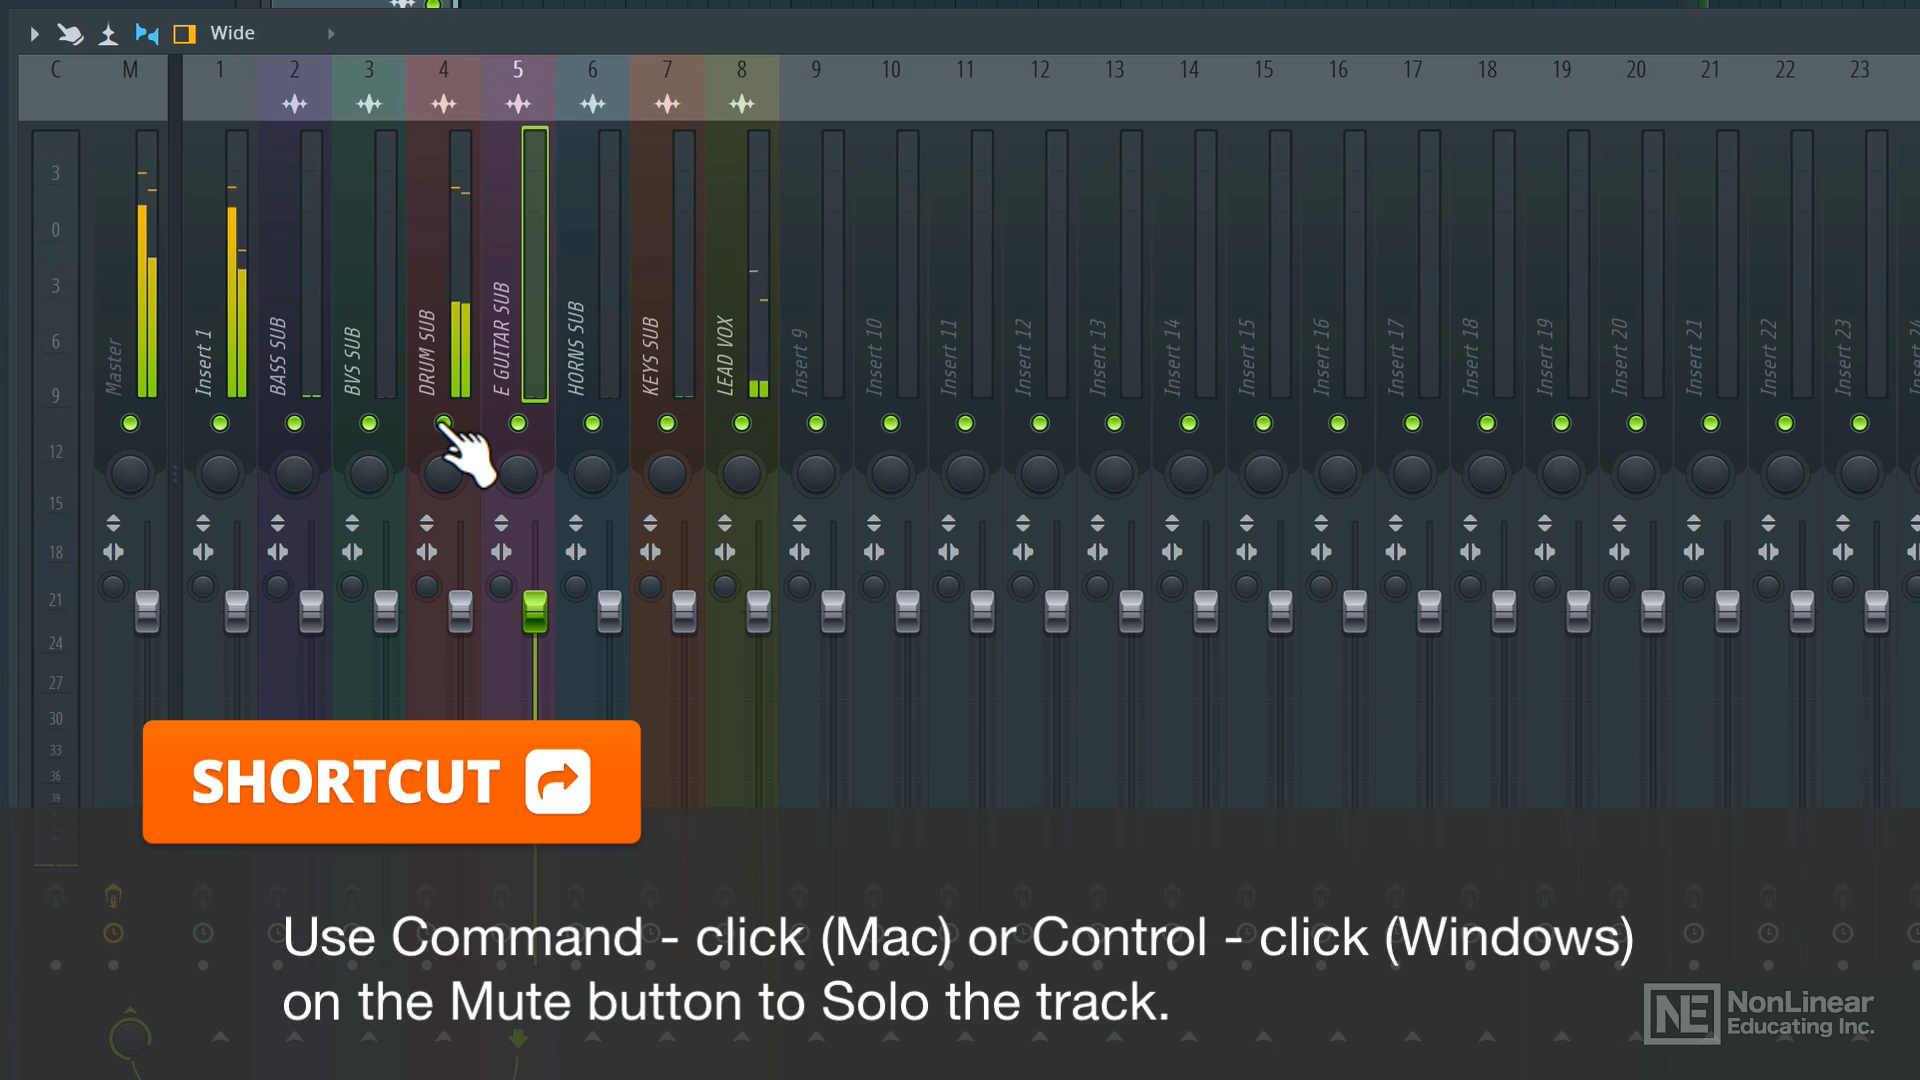 Wide
C M 1 2 3 4 5 6 7 8 9 10 11 12 13 14 15 16 17 18 19 20 21 22 23
3
0
3
6
9
12
15
18
21
24
27
30
33
36
39
Master
Insert 1
BASS SUB
BVS SUB
DRUM SUB
E GUITAR SUB
HORNS SUB
KEYS SUB
LEAD VOX
Insert 9
Insert 10
Insert 11
Insert 12
Insert 13
Insert 14
Insert 15
Insert 16
Insert 17
Insert 18
Insert 19
Insert 20
Insert 21
Insert 22
Insert 23
SHORTCUT
Use Command - click (Mac) or Control - click (Windows)
on the Mute button to Solo the track.
NE NonLinear
Educating Inc.